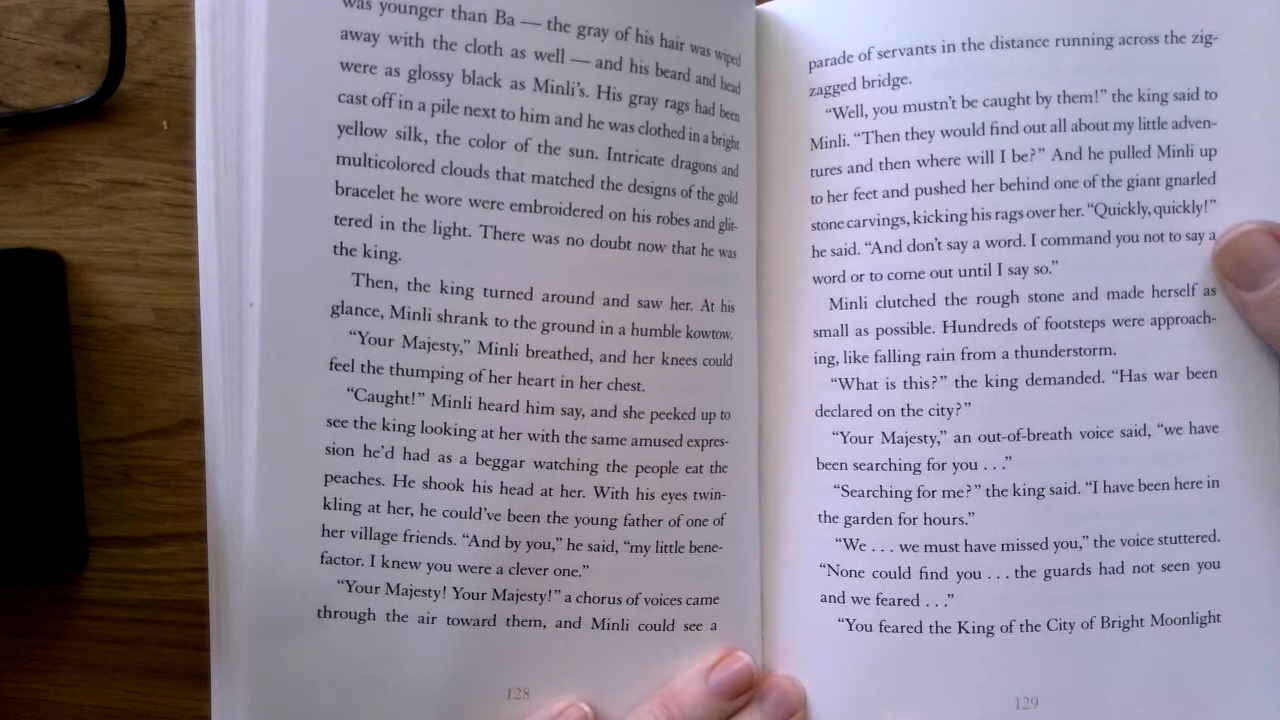 was younger than Ba — the gray of his hair was wiped
away with the cloth as well — and his beard and head
were as glossy black as Minli’s. His gray rags had been
cast off in a pile next to him and he was clothed in a bright
yellow silk, the color of the sun. Intricate dragons and
multicolored clouds that matched the designs of the gold
bracelet he wore were embroidered on his robes and glit-
tered in the light. There was no doubt now that he was
the king.
Then, the king turned around and saw her. At his
glance, Minli shrank to the ground in a humble kowtow.
“Your Majesty,” Minli breathed, and her knees could
feel the thumping of her heart in her chest.
“Caught!” Minli heard him say, and she peeked up to
see the king looking at her with the same amused expres-
sion he’d had as a beggar watching the people eat the
peaches. He shook his head at her. With his eyes twin-
kling at her, he could’ve been the young father of one of
her village friends. “And by you,” he said, “my little bene-
factor. I knew you were a clever one.”
“Your Majesty! Your Majesty!” a chorus of voices came
through the air toward them, and Minli could see a
128
parade of servants in the distance running across the zig-
zagged bridge.
“Well, you mustn’t be caught by them!” the king said to
Minli. “Then they would find out all about my little adven-
tures and then where will I be?” And he pulled Minli up
to her feet and pushed her behind one of the giant gnarled
stone carvings, kicking his rags over her. “Quickly, quickly!”
he said. “And don’t say a word. I command you not to say a
word or to come out until I say so.”
Minli clutched the rough stone and made herself as
small as possible. Hundreds of footsteps were approach-
ing, like falling rain from a thunderstorm.
“What is this?” the king demanded. “Has war been
declared on the city?”
“Your Majesty,” an out-of-breath voice said, “we have
been searching for you . . .”
“Searching for me?” the king said. “I have been here in
the garden for hours.”
“We . . . we must have missed you,” the voice stuttered.
“None could find you . . . the guards had not seen you
and we feared . . .”
“You feared the King of the City of Bright Moonlight
129